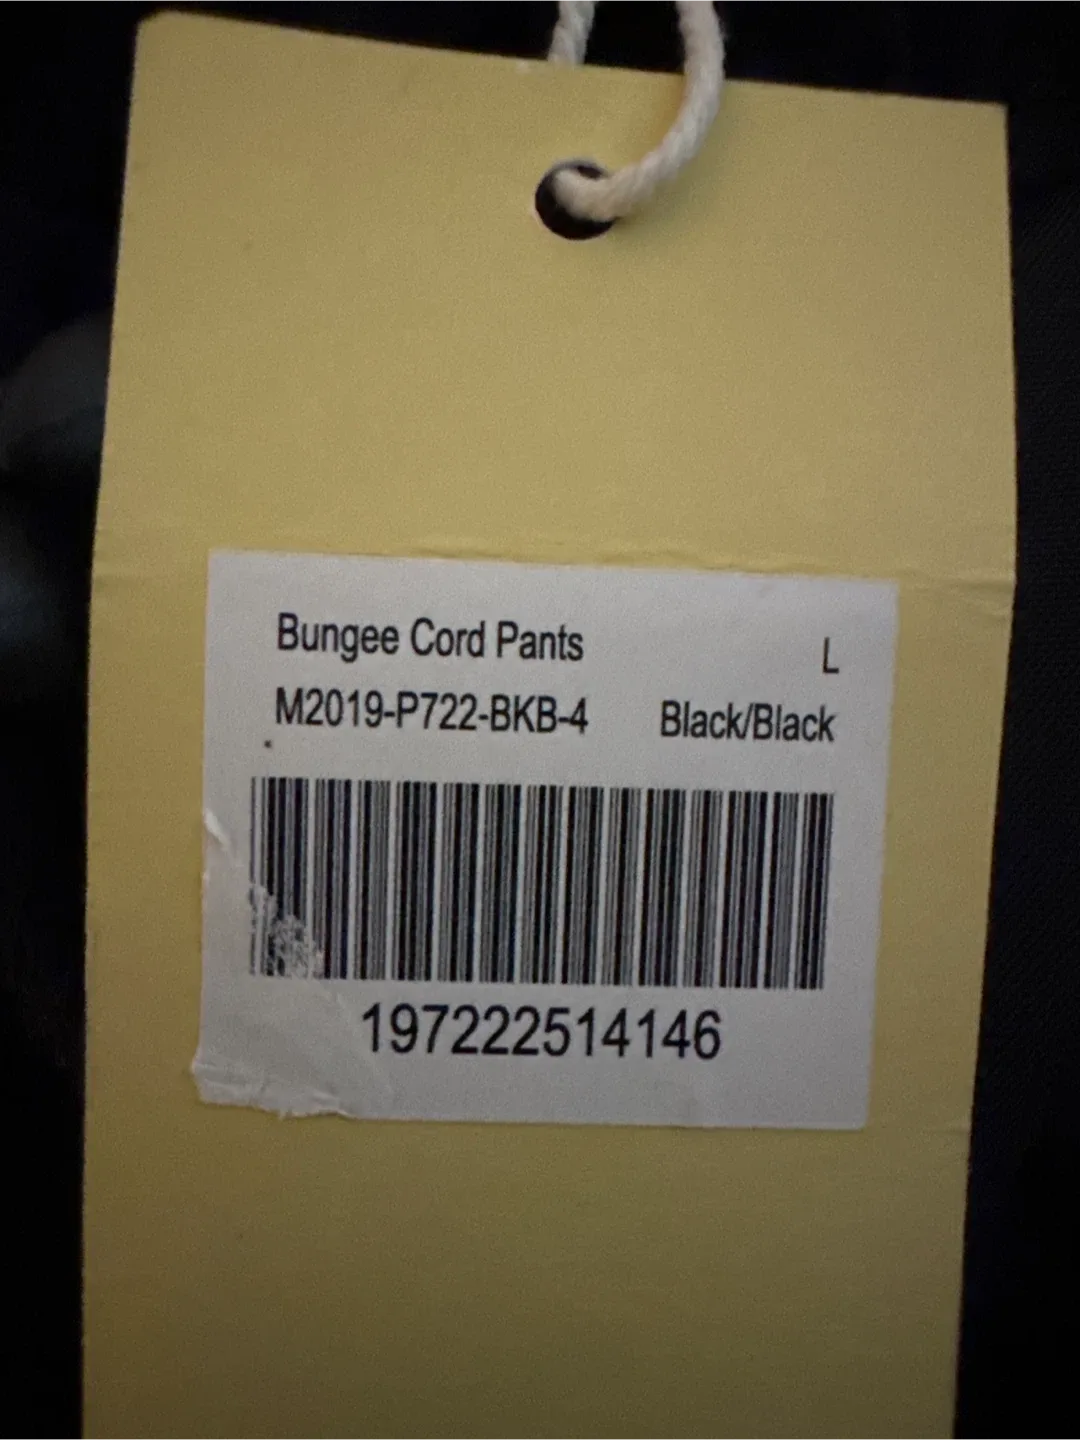 Bungee Cord Pants L
M2019-P722-BKB-4 Black/Black
197222514146